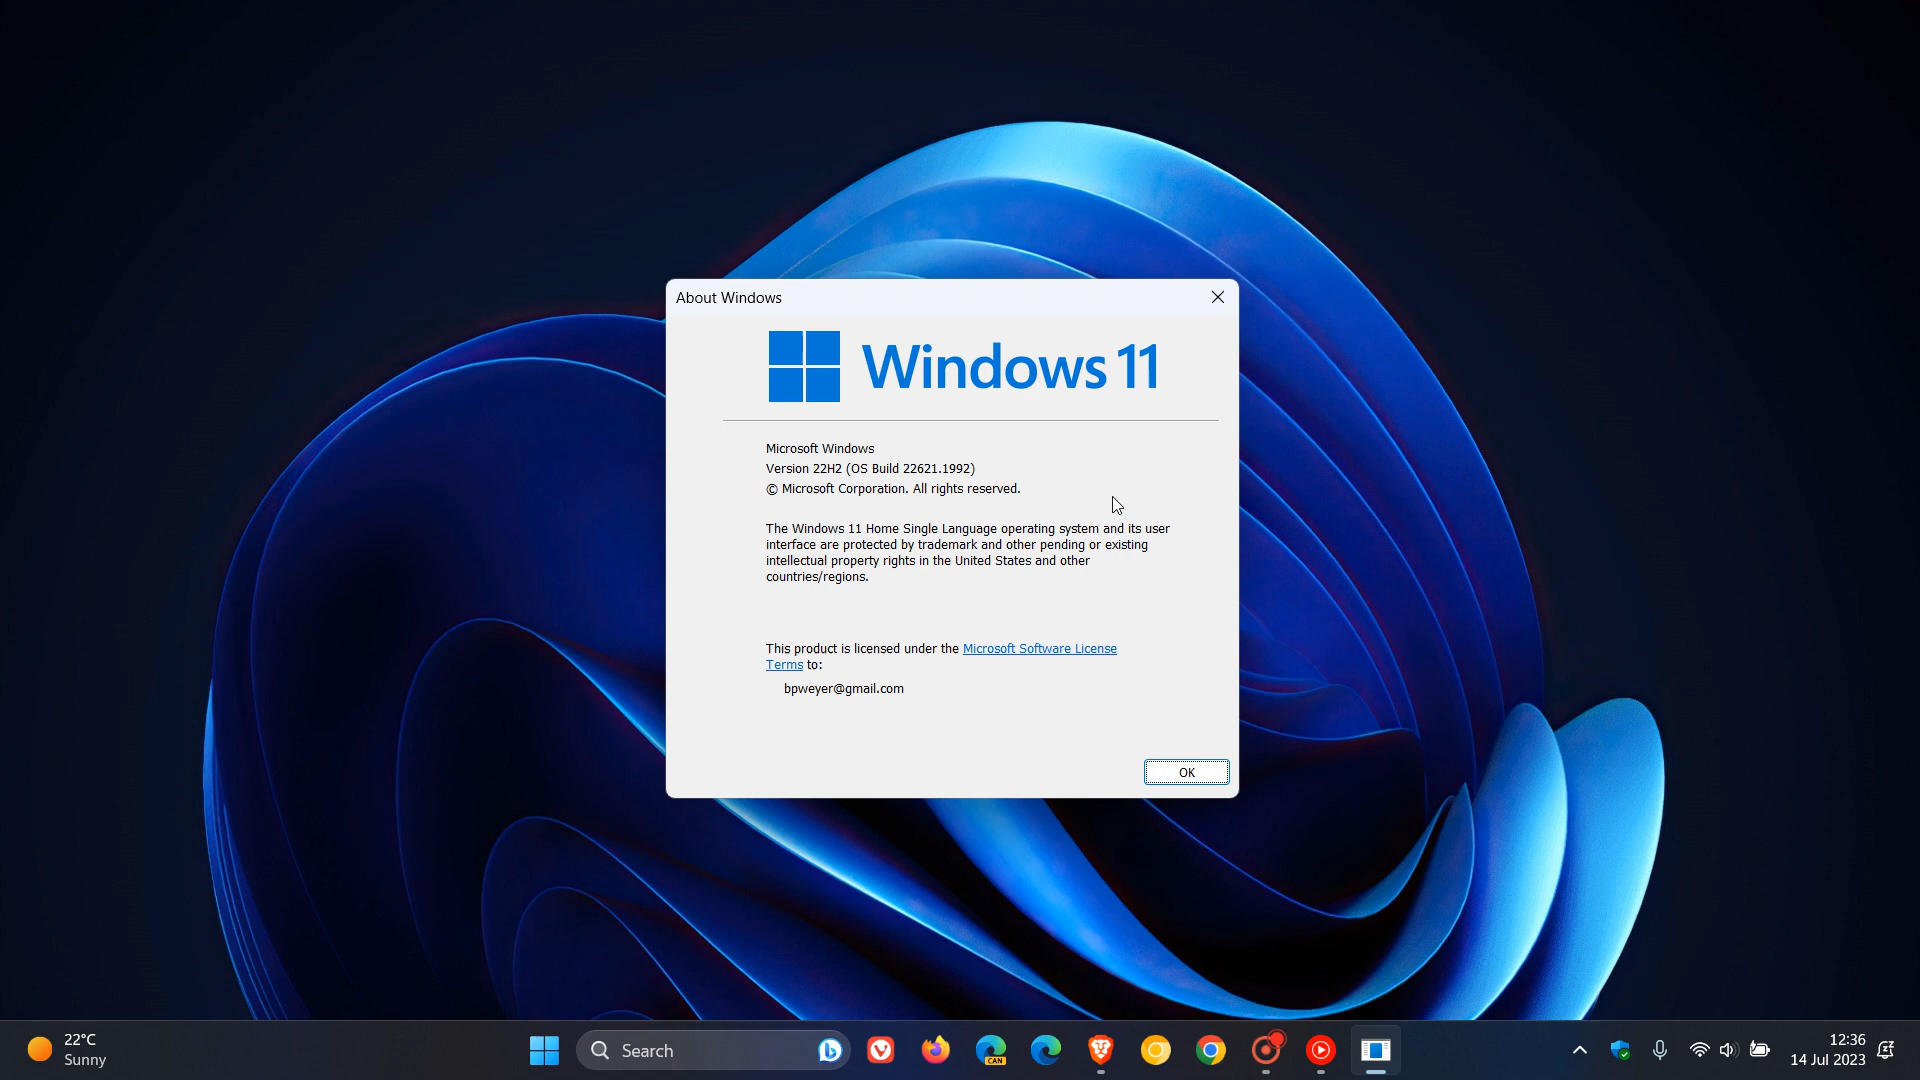 About Windows
Windows 11
Microsoft Windows
Version 22H2 (OS Build 22621.1992)
© Microsoft Corporation. All rights reserved.
The Windows 11 Home Single Language operating system and its user
interface are protected by trademark and other pending or existing
intellectual property rights in the United States and other
countries/regions.
This product is licensed under the Microsoft Software License
Terms to:
bpweyer@gmail.com
OK
22°C
Sunny
Search
CAN
12:36
14 Jul 2023